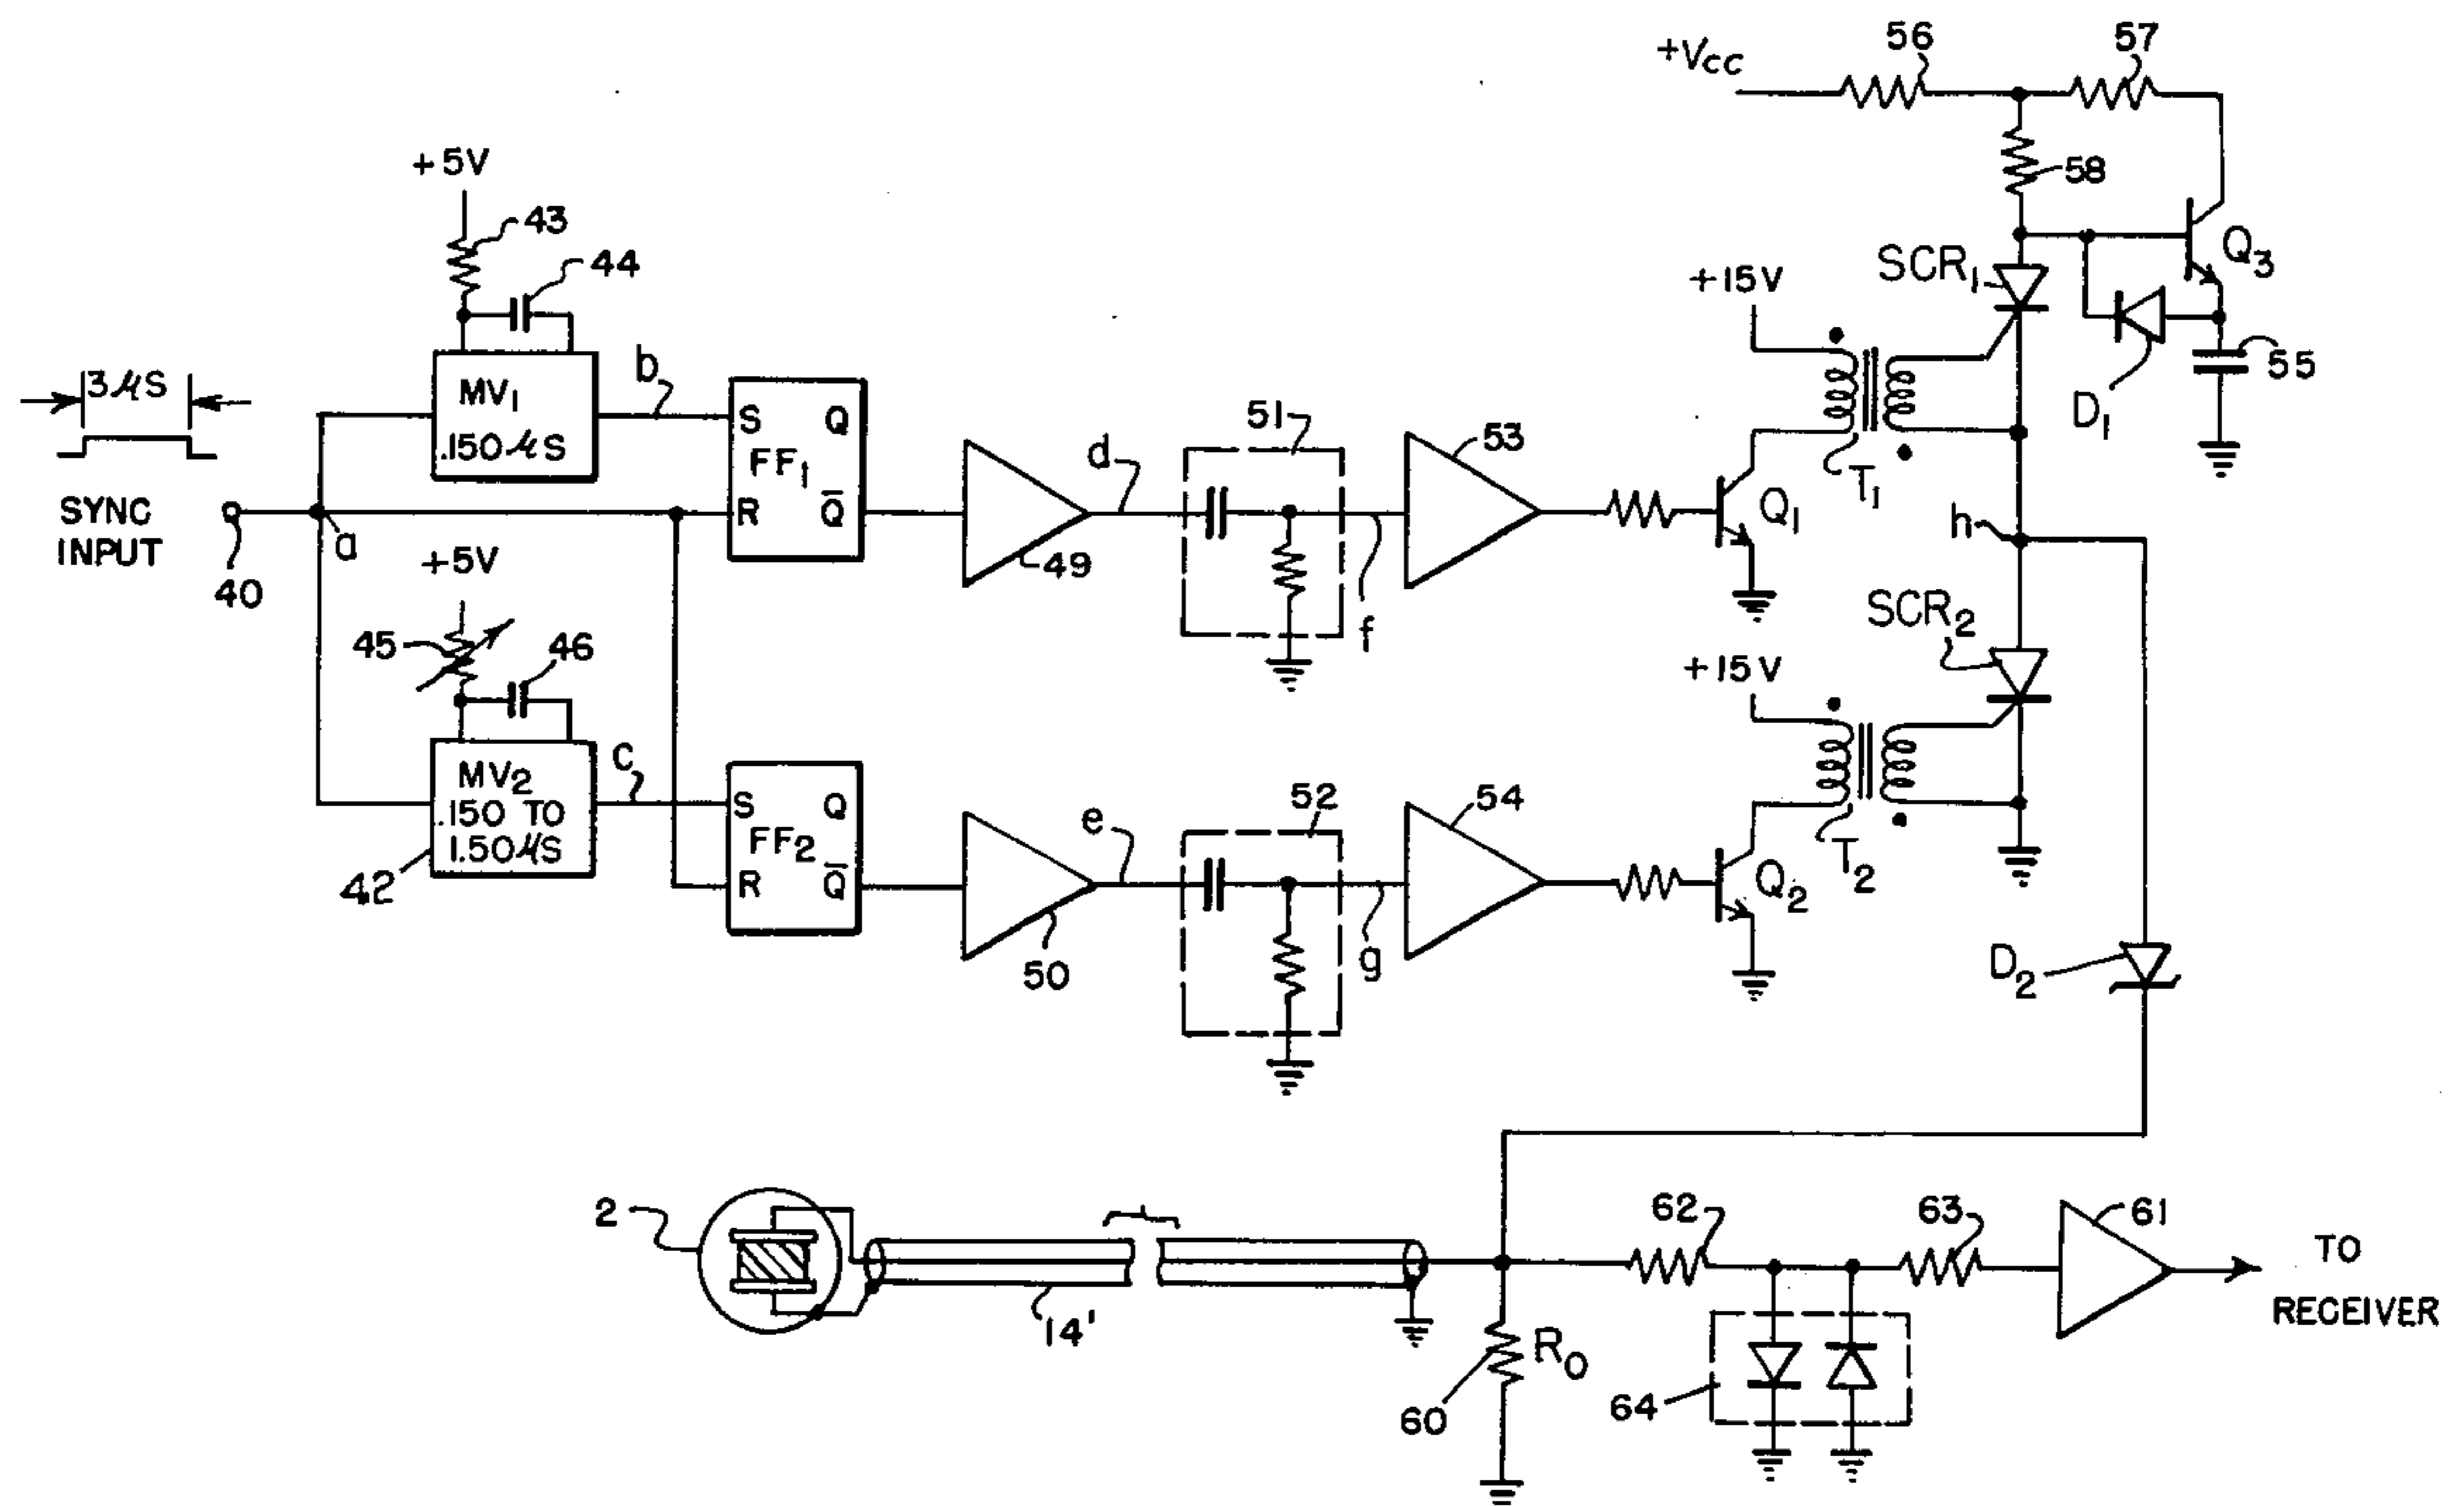 +Vcc
56
57
58
+5V
43
44
SCR1
Q3
+15V
3μS
b
MV1
.150μS
S Q
FF1
R Q̅
51
53
D1
55
d
T1
SYNC
INPUT
40
a
49
f
Q1
h
+5V
45
46
SCR2
+15V
c
MV2
.150 TO
1.50μS
42
S Q
FF2
R Q̅
e
52
54
T2
50
g
Q2
D2
2
14'
62
63
61
TO
RECEIVER
RO
60
64